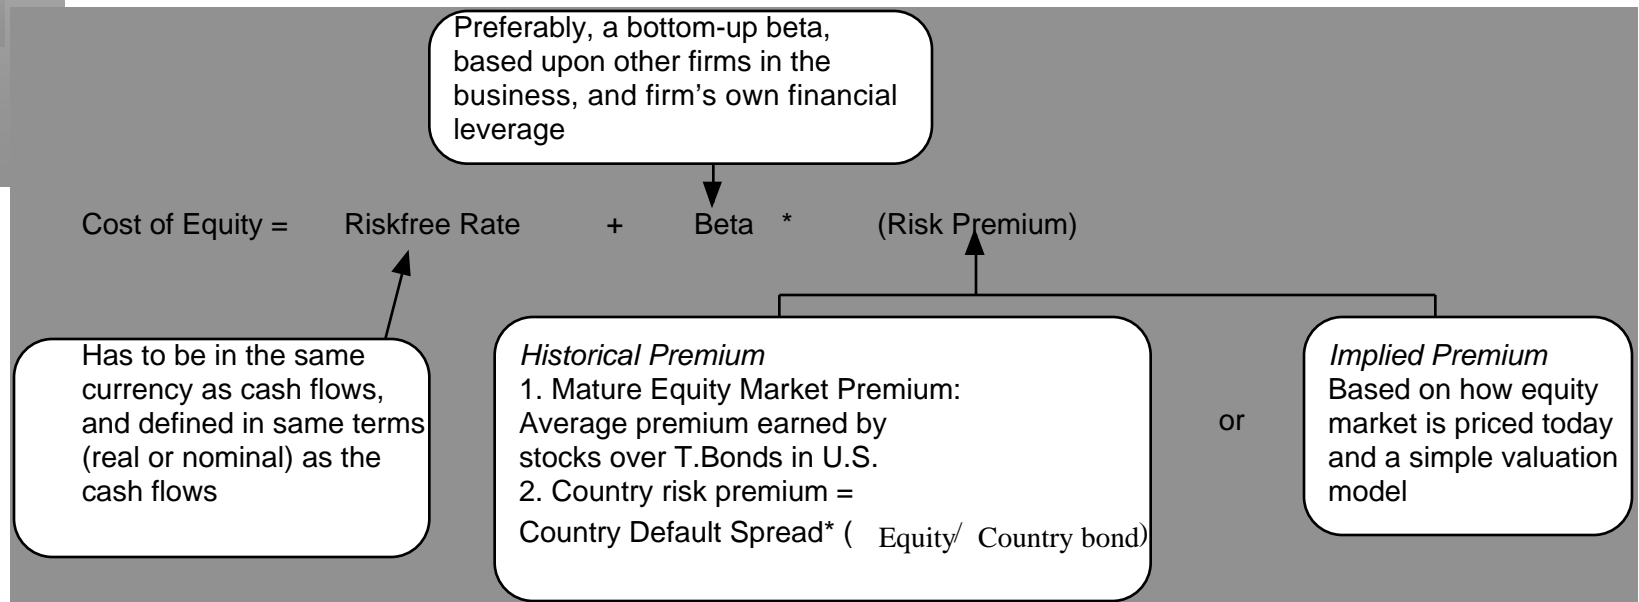 Preferably, a bottom-up beta,
based upon other firms in the
business, and firm’s own financial
leverage
Cost of Equity = Riskfree Rate + Beta * (Risk Premium)
Has to be in the same
currency as cash flows,
and defined in same terms
(real or nominal) as the
cash flows
Historical Premium
1. Mature Equity Market Premium:
Average premium earned by
stocks over T.Bonds in U.S.
2. Country risk premium =
Country Default Spread* ( Equity/ Country bond)
or
Implied Premium
Based on how equity
market is priced today
and a simple valuation
model